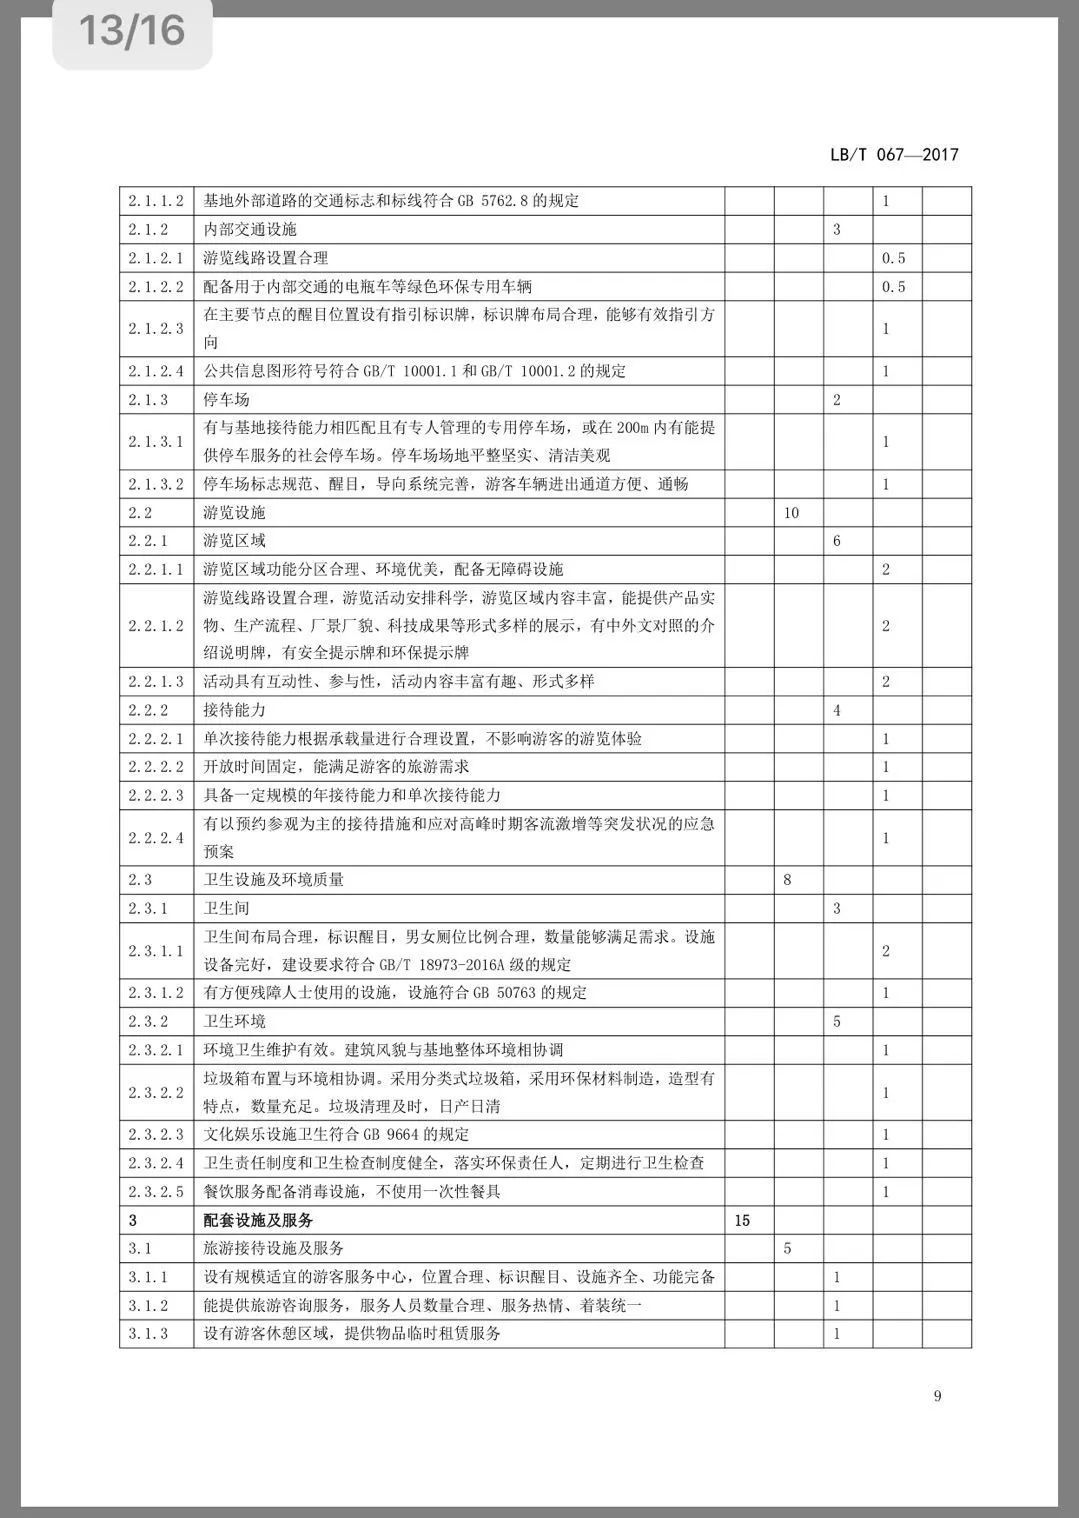 13/16
LB/T 067—2017
2.1.1.2 基地外部道路的交通标志和标线符合 GB 5762.8 的规定 1
2.1.2 内部交通设施 3
2.1.2.1 游览线路设置合理 0.5
2.1.2.2 配备用于内部交通的电瓶车等绿色环保专用车辆 0.5
在主要节点的醒目位置设有指引标识牌，标识牌布局合理，能够有效指引方
2.1.2.3 1
向
2.1.2.4 公共信息图形符号符合 GB/T 10001.1 和 GB/T 10001.2 的规定 1
2.1.3 停车场 2
有与基地接待能力相匹配且有专人管理的专用停车场，或在 200m 内有能提
2.1.3.1 1
供停车服务的社会停车场。停车场场地平整坚实、清洁美观
2.1.3.2 停车场标志规范、醒目，导向系统完善，游客车辆进出通道方便、通畅 1
2.2 游览设施 10
2.2.1 游览区域 6
2.2.1.1 游览区域功能分区合理、环境优美，配备无障碍设施 2
游览线路设置合理，游览活动安排科学，游览区域内容丰富，能提供产品实
2.2.1.2 物、生产流程、厂景厂貌、科技成果等形式多样的展示，有中外文对照的介 2
绍说明牌，有安全提示牌和环保提示牌
2.2.1.3 活动具有互动性、参与性，活动内容丰富有趣、形式多样 2
2.2.2 接待能力 4
2.2.2.1 单次接待能力根据承载量进行合理设置，不影响游客的游览体验 1
2.2.2.2 开放时间固定，能满足游客的旅游需求 1
2.2.2.3 具备一定规模的年接待能力和单次接待能力 1
有以预约参观为主的接待措施和应对高峰时期客流激增等突发状况的应急
2.2.2.4 1
预案
2.3 卫生设施及环境质量 8
2.3.1 卫生间 3
卫生间布局合理，标识醒目，男女厕位比例合理，数量能够满足需求。设施
2.3.1.1 2
设备完好，建设要求符合 GB/T 18973-2016A 级的规定
2.3.1.2 有方便残障人士使用的设施，设施符合 GB 50763 的规定 1
2.3.2 卫生环境 5
2.3.2.1 环境卫生维护有效。建筑风貌与基地整体环境相协调 1
垃圾箱布置与环境相协调。采用分类式垃圾箱，采用环保材料制造，造型有
2.3.2.2 1
特点，数量充足。垃圾清理及时，日产日清
2.3.2.3 文化娱乐设施卫生符合 GB 9664 的规定 1
2.3.2.4 卫生责任制度和卫生检查制度健全，落实环保责任人，定期进行卫生检查 1
2.3.2.5 餐饮服务配备消毒设施，不使用一次性餐具 1
3 配套设施及服务 15
3.1 旅游接待设施及服务 5
3.1.1 设有规模适宜的游客服务中心，位置合理、标识醒目、设施齐全、功能完备 1
3.1.2 能提供旅游咨询服务，服务人员数量合理、服务热情、着装统一 1
3.1.3 设有游客休憩区域，提供物品临时租赁服务 1
9